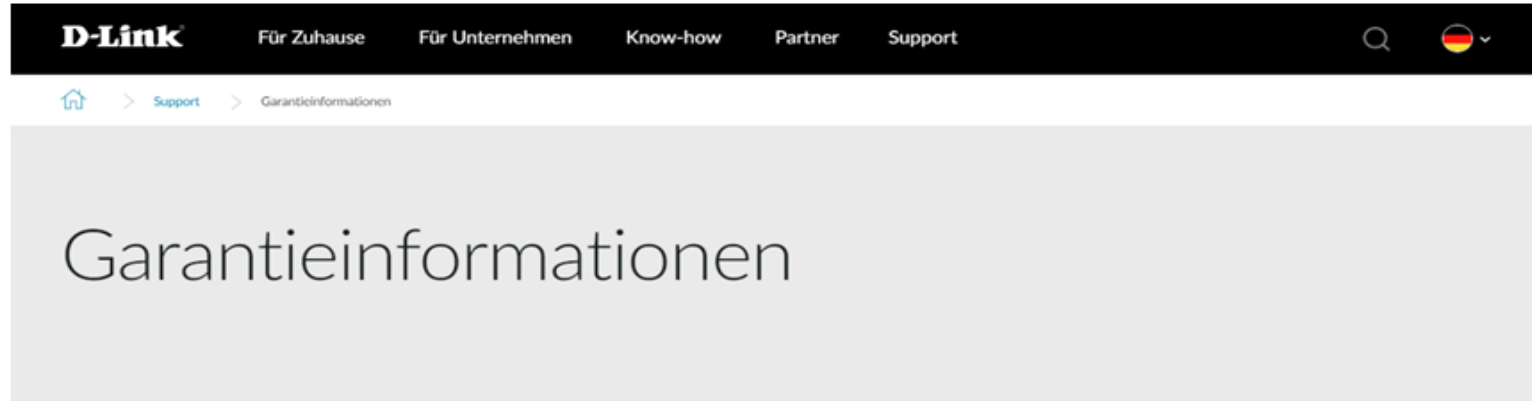 D-Link Für Zuhause Für Unternehmen Know-how Partner Support
Support Garantieinformationen
Garantieinformationen